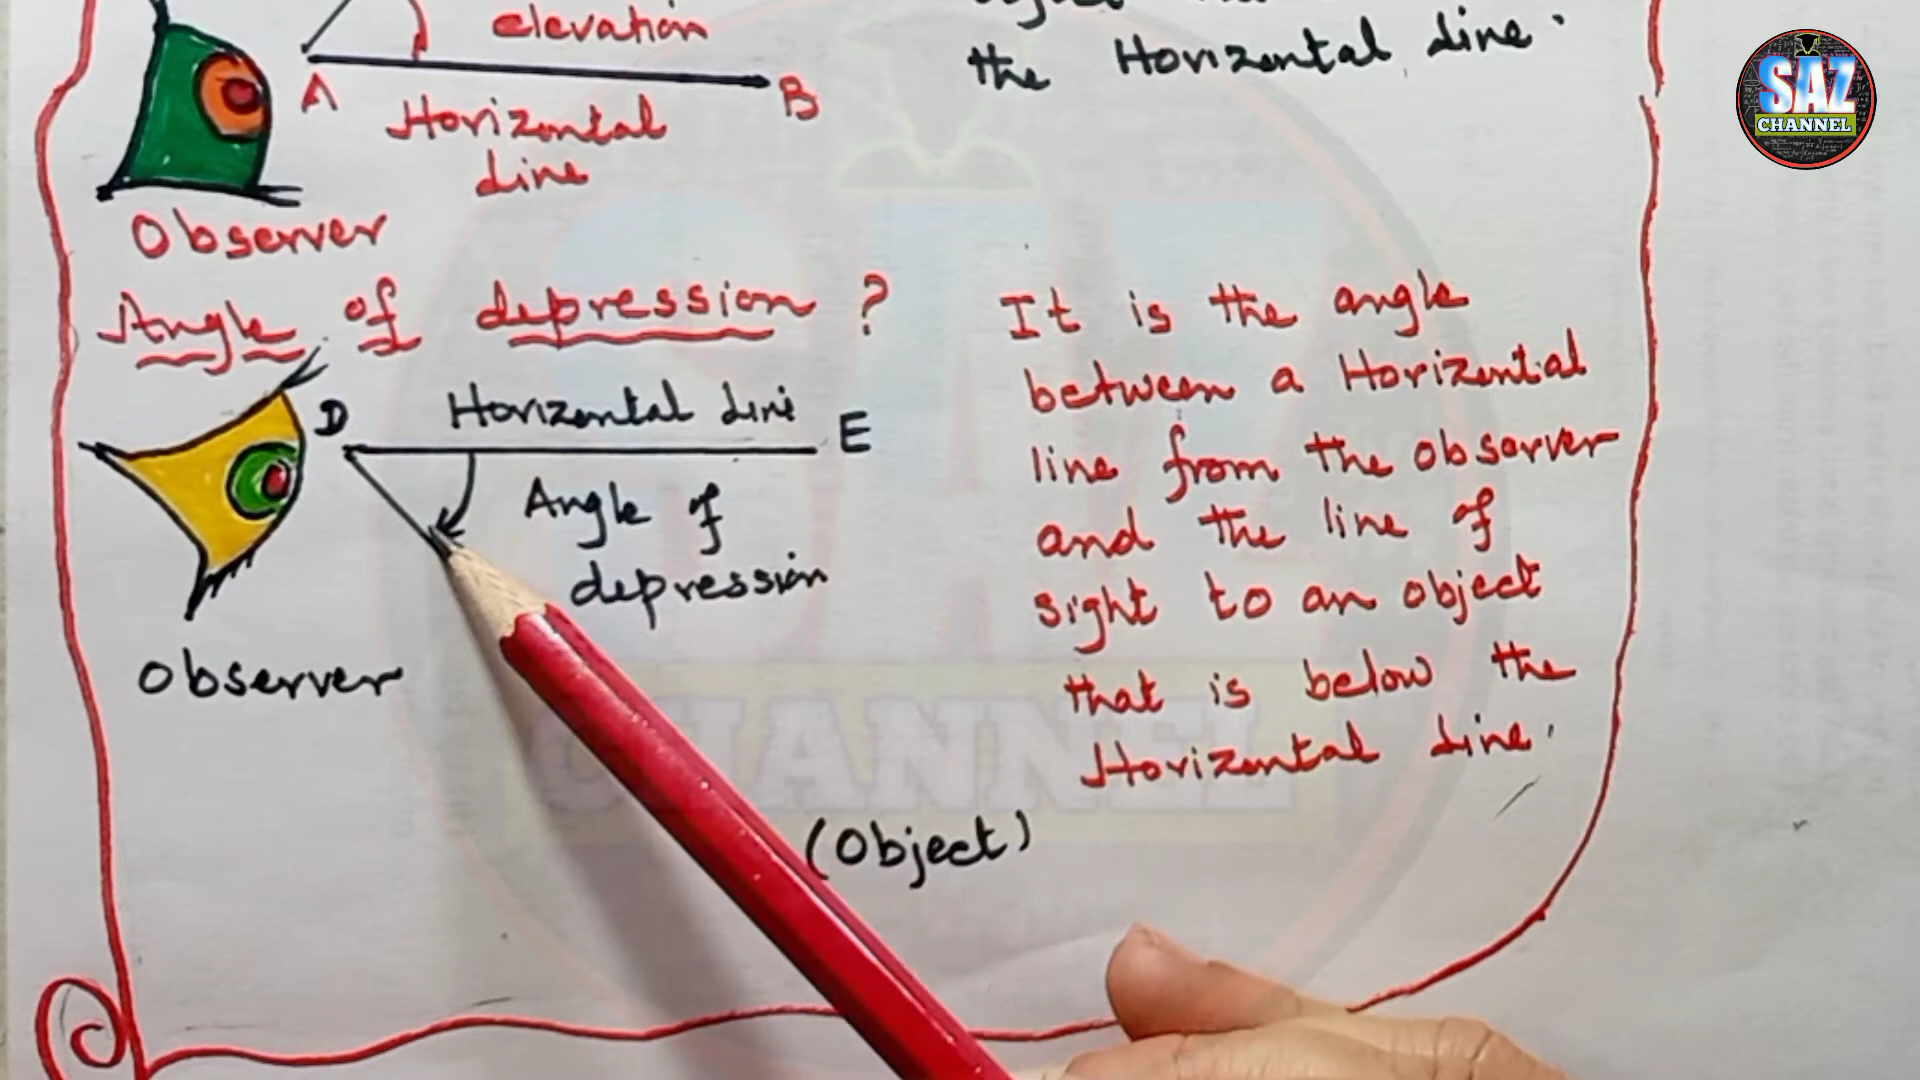 elevation
the Horizontal line.
A
B
Horizontal
line
Observer
Angle of depression ?
D
Horizontal line
E
Angle of
depression
Observer
It is the angle
between a Horizontal
line from the observer
and the line of
sight to an object
that is below the
Horizontal line.
(Object)
SAZ
CHANNEL
SAZ
CHANNEL